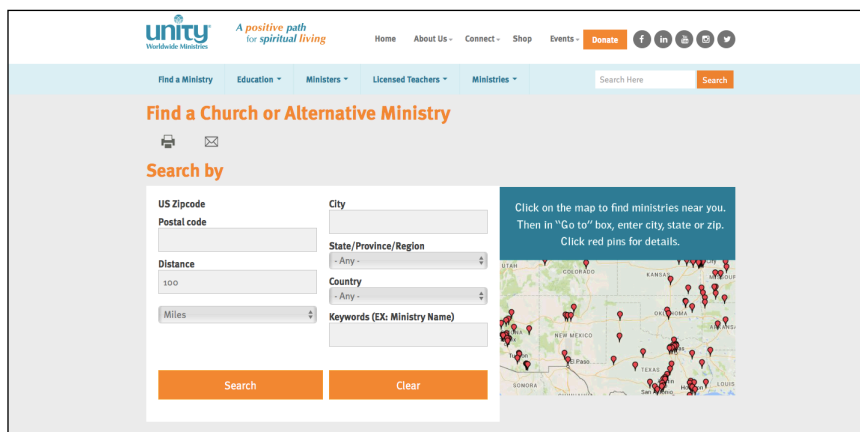 unity
Worldwide Ministries
A positive path
for spiritual living
Home About Us Connect Shop Events Donate
Find a Ministry Education Ministers Licensed Teachers Ministries Search Here Search
Find a Church or Alternative Ministry
Search by
US Zipcode
Postal code
Distance
100
Miles
City
State/Province/Region
- Any -
Country
- Any -
Keywords (EX: Ministry Name)
Search Clear
Click on the map to find ministries near you.
Then in "Go to" box, enter city, state or zip.
Click red pins for details.
UTAH
COLORADO
KANSAS
OKLAHOMA
NEW MEXICO
El Paso
TEXAS
SONORA
LOUIS